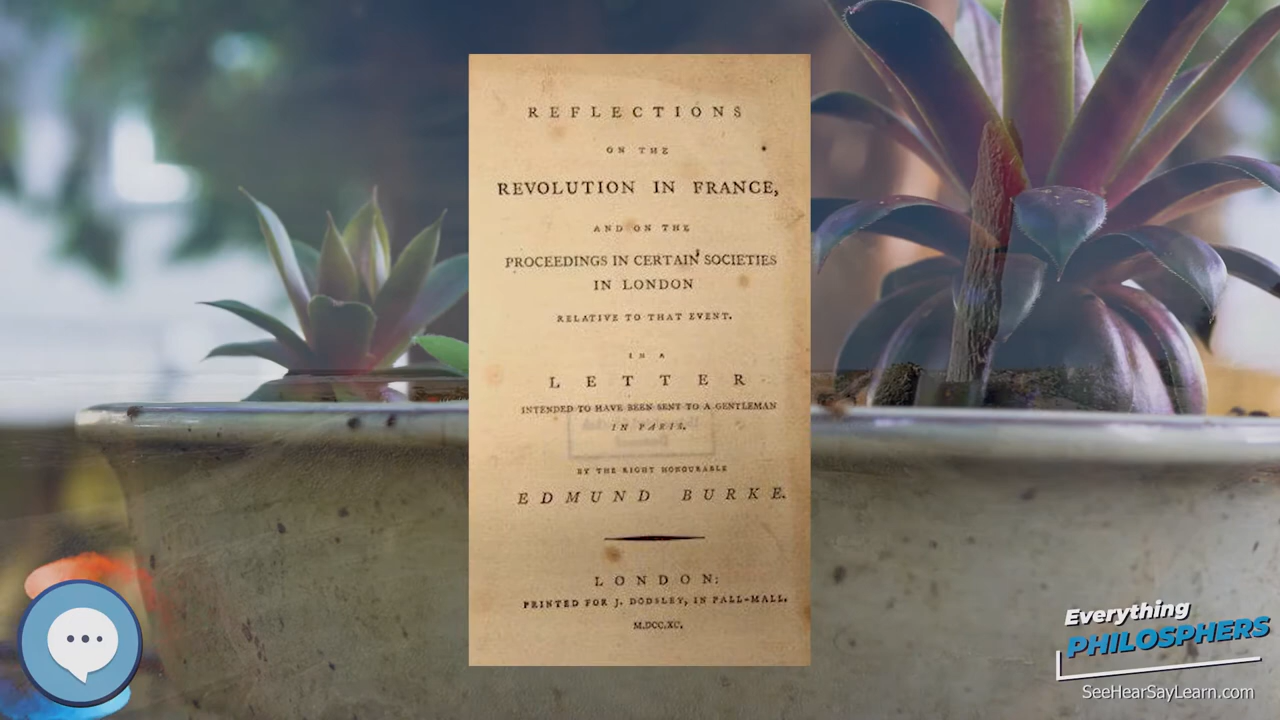 REFLECTIONS
ON THE
REVOLUTION IN FRANCE,
AND ON THE
PROCEEDINGS IN CERTAIN SOCIETIES
IN LONDON
RELATIVE TO THAT EVENT.
IN A
LETTER
INTENDED TO HAVE BEEN SENT TO A GENTLEMAN
IN PARIS.
BY THE RIGHT HONOURABLE
EDMUND BURKE.
LONDON:
PRINTED FOR J. DODSLEY, IN PALL-MALL.
M.DCC.XC.
Everything
PHILOSPHERS
SeeHearSayLearn.com